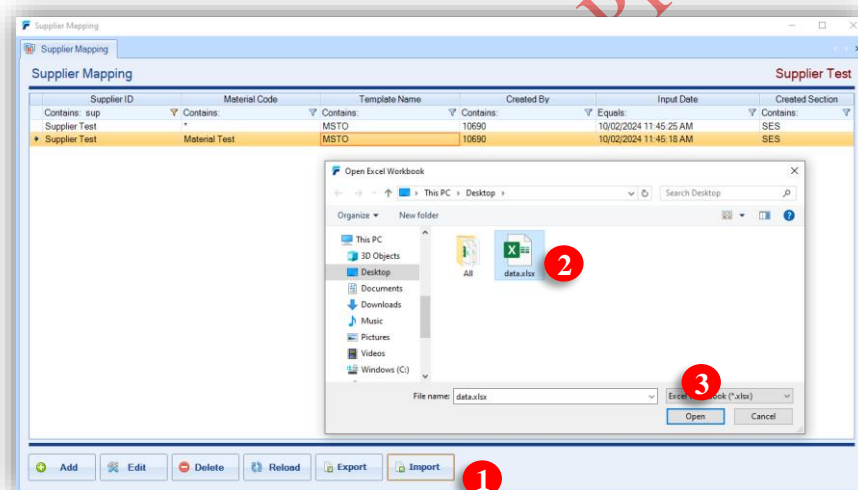 Supplier Mapping
Supplier Mapping
Supplier Mapping Supplier Test
Supplier ID Material Code Template Name Created By Input Date Created Section
Contains: sup Contains: Contains: Contains: Equals: Contains:
Supplier Test * MSTO 10690 10/02/2024 11:45:25 AM SES
Supplier Test Material Test MSTO 10690 10/02/2024 11:45:18 AM SES
Open Excel Workbook
This PC > Desktop > Search Desktop
Organize New folder
This PC
3D Objects
Desktop
Documents
Downloads
Music
Pictures
Videos
Windows (C:)
All data.xlsx 2
3
File name: data.xlsx (*.xlsx)
Open Cancel
Add Edit Delete Reload Export Import 1